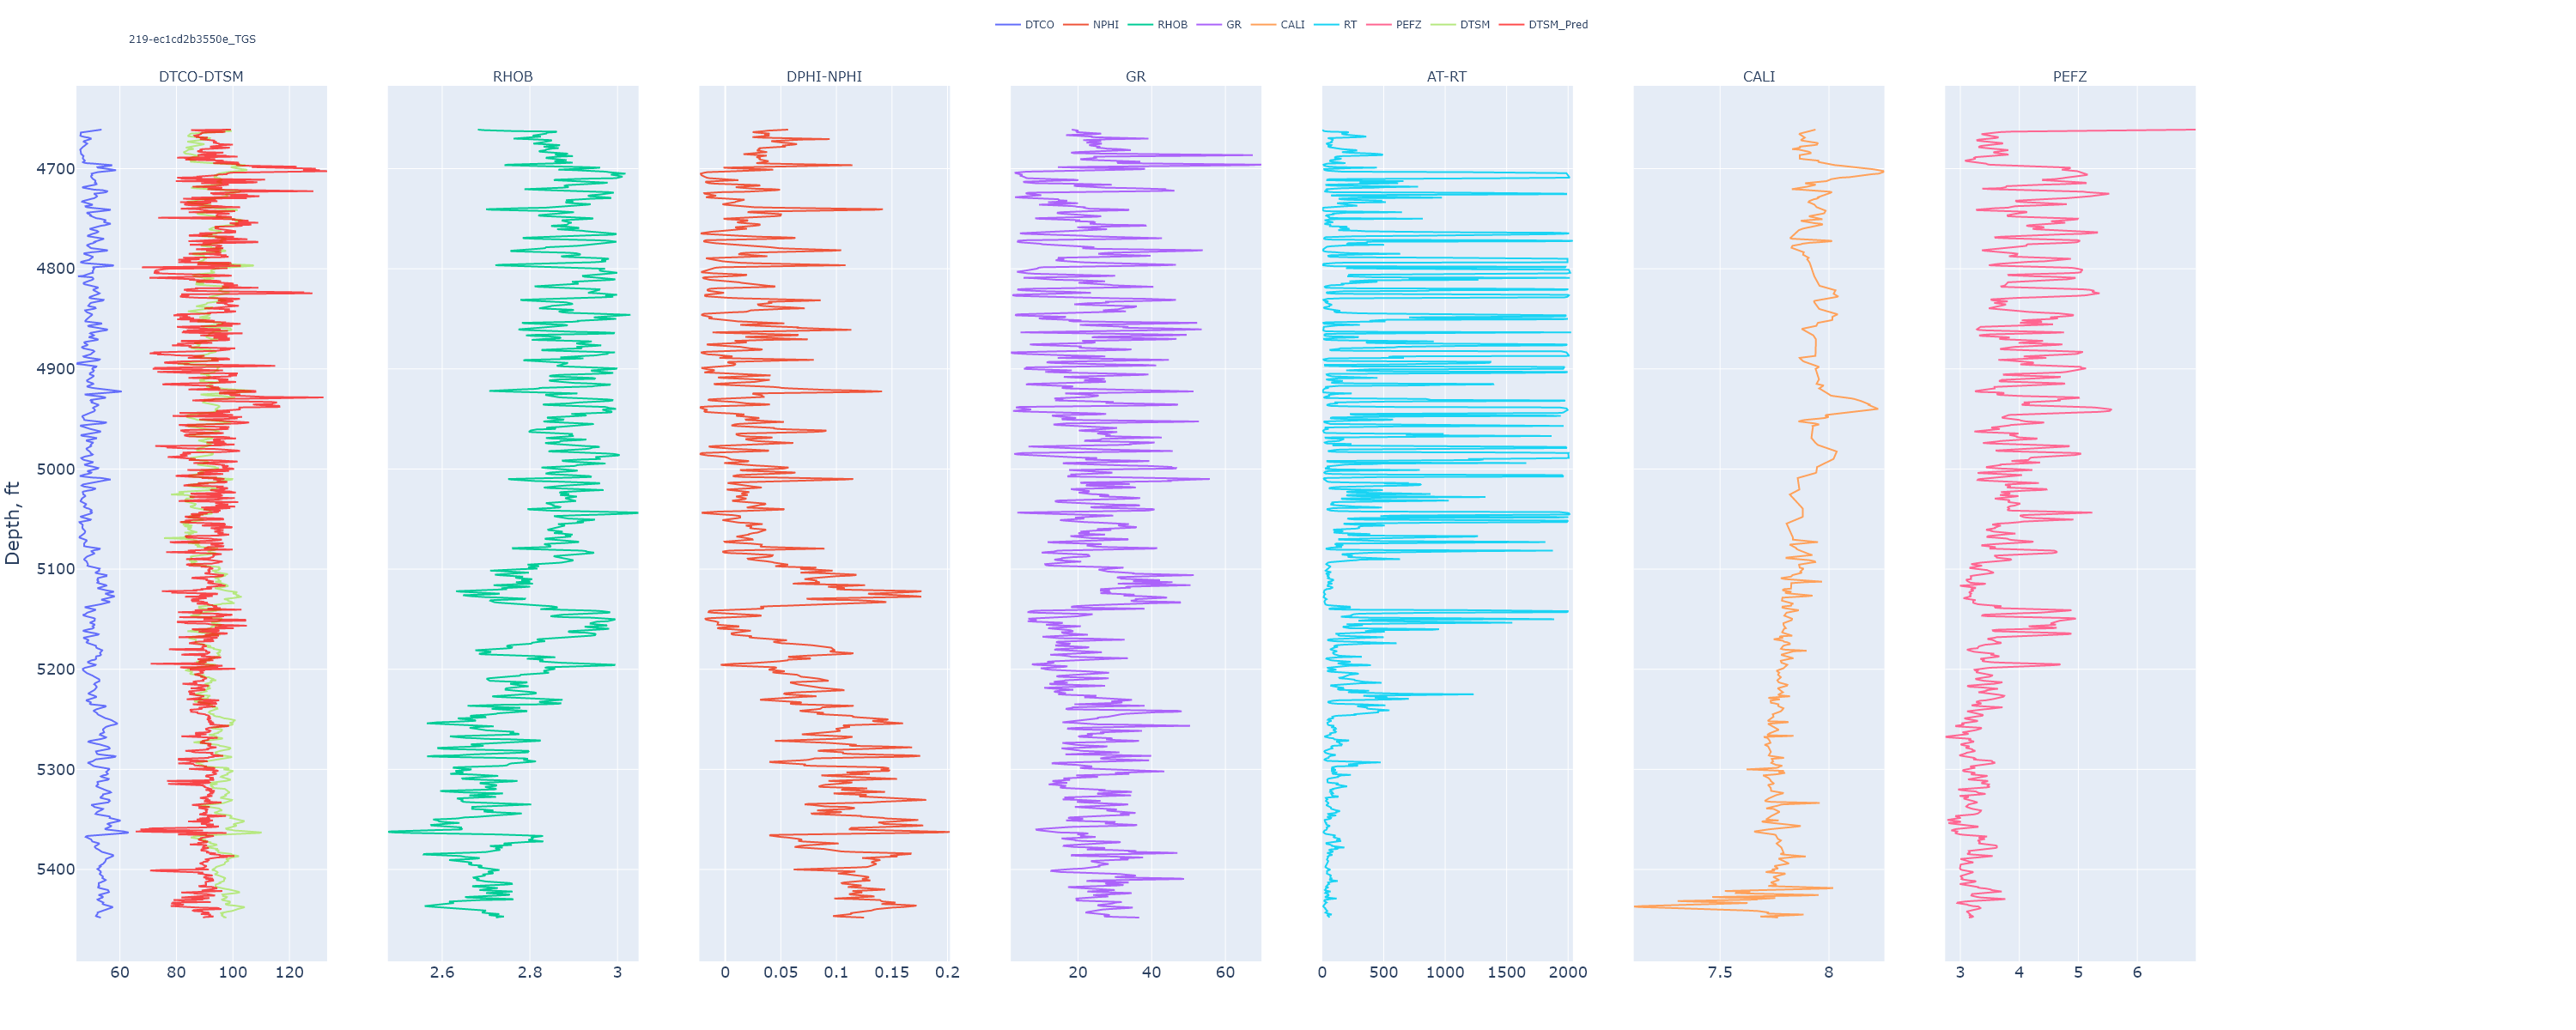 DTCO NPHI RHOB GR CALI RT PEFZ DTSM DTSM_Pred
219-ec1cd2b3550e_TGS
DTCO-DTSM RHOB DPHI-NPHI GR AT-RT CALI PEFZ
4700
4800
4900
5000
5100
5200
5300
5400
Depth, ft
60 80 100 120 2.6 2.8 3 0 0.05 0.1 0.15 0.2 20 40 60 0 500 1000 1500 2000 7.5 8 3 4 5 6